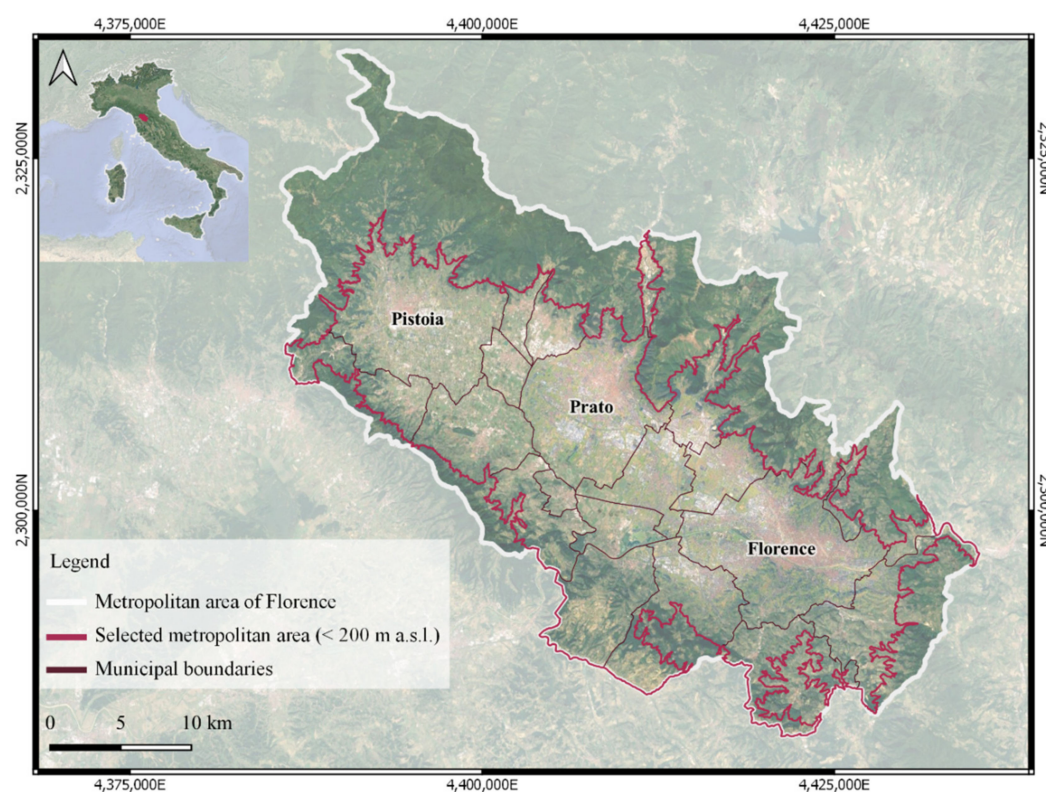 4,375,000E 4,400,000E 4,425,000E
2,325,000N 2,325,000N
Pistoia
Prato
2,300,000N 2,300,000N
Florence
Legend
Metropolitan area of Florence
Selected metropolitan area (< 200 m a.s.l.)
Municipal boundaries
0 5 10 km
4,375,000E 4,400,000E 4,425,000E